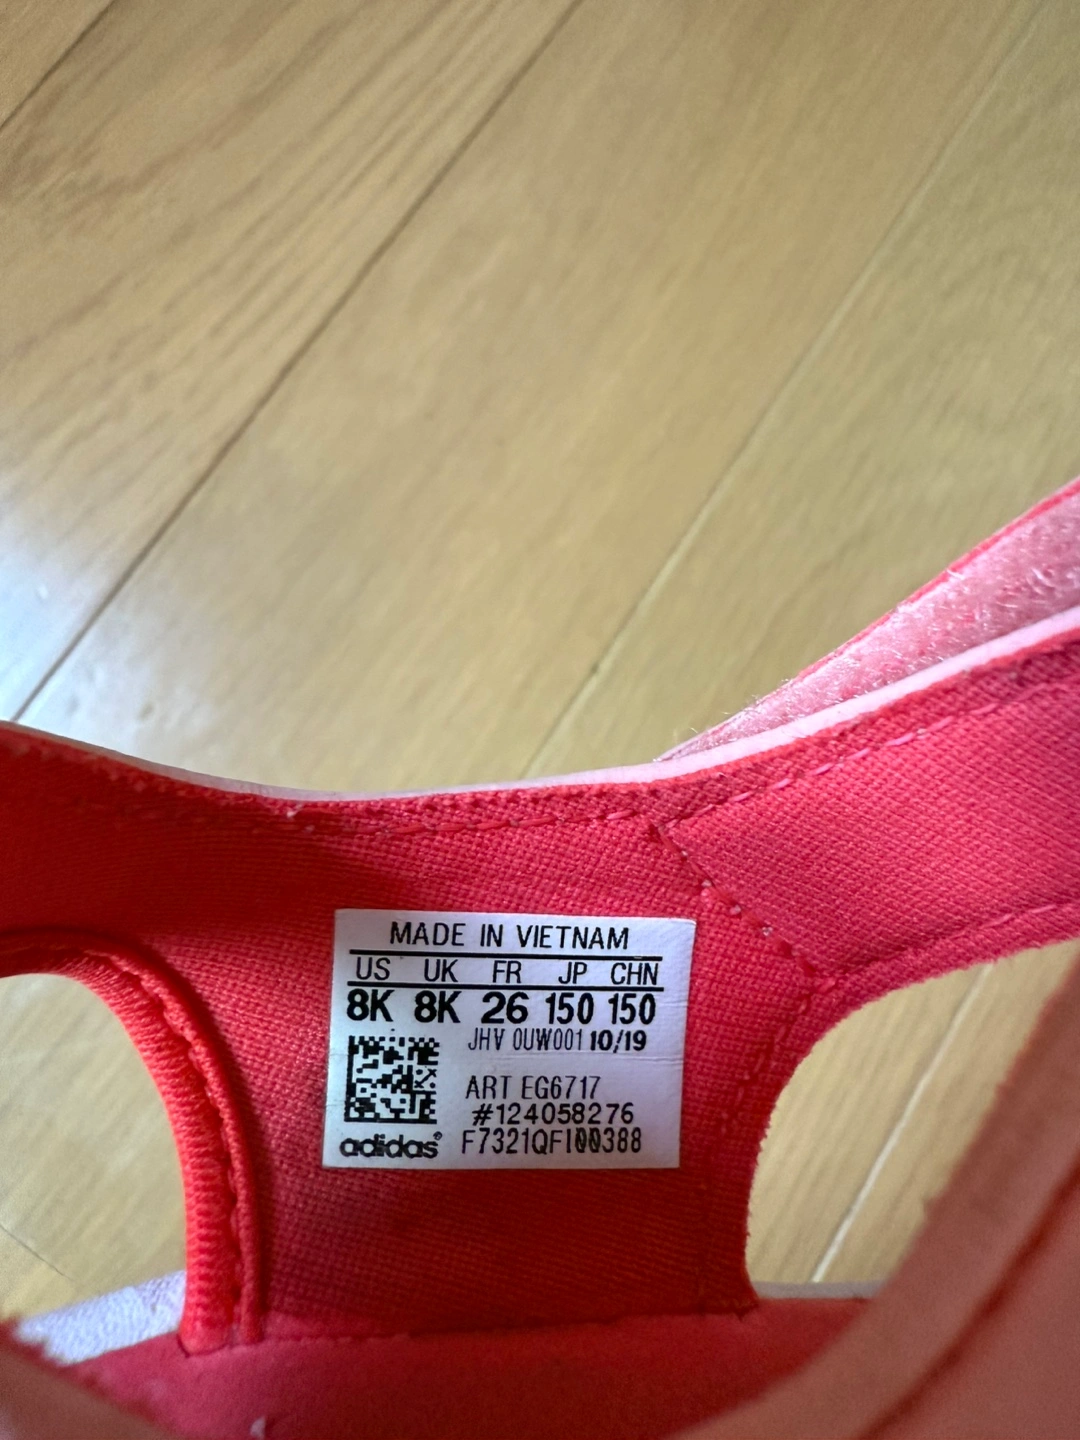 MADE IN VIETNAM
US UK FR JP CHN
8K 8K 26 150 150
JHV 0UW001 10/19
ART EG6717
#124058276
adidas® F7321QFI00388